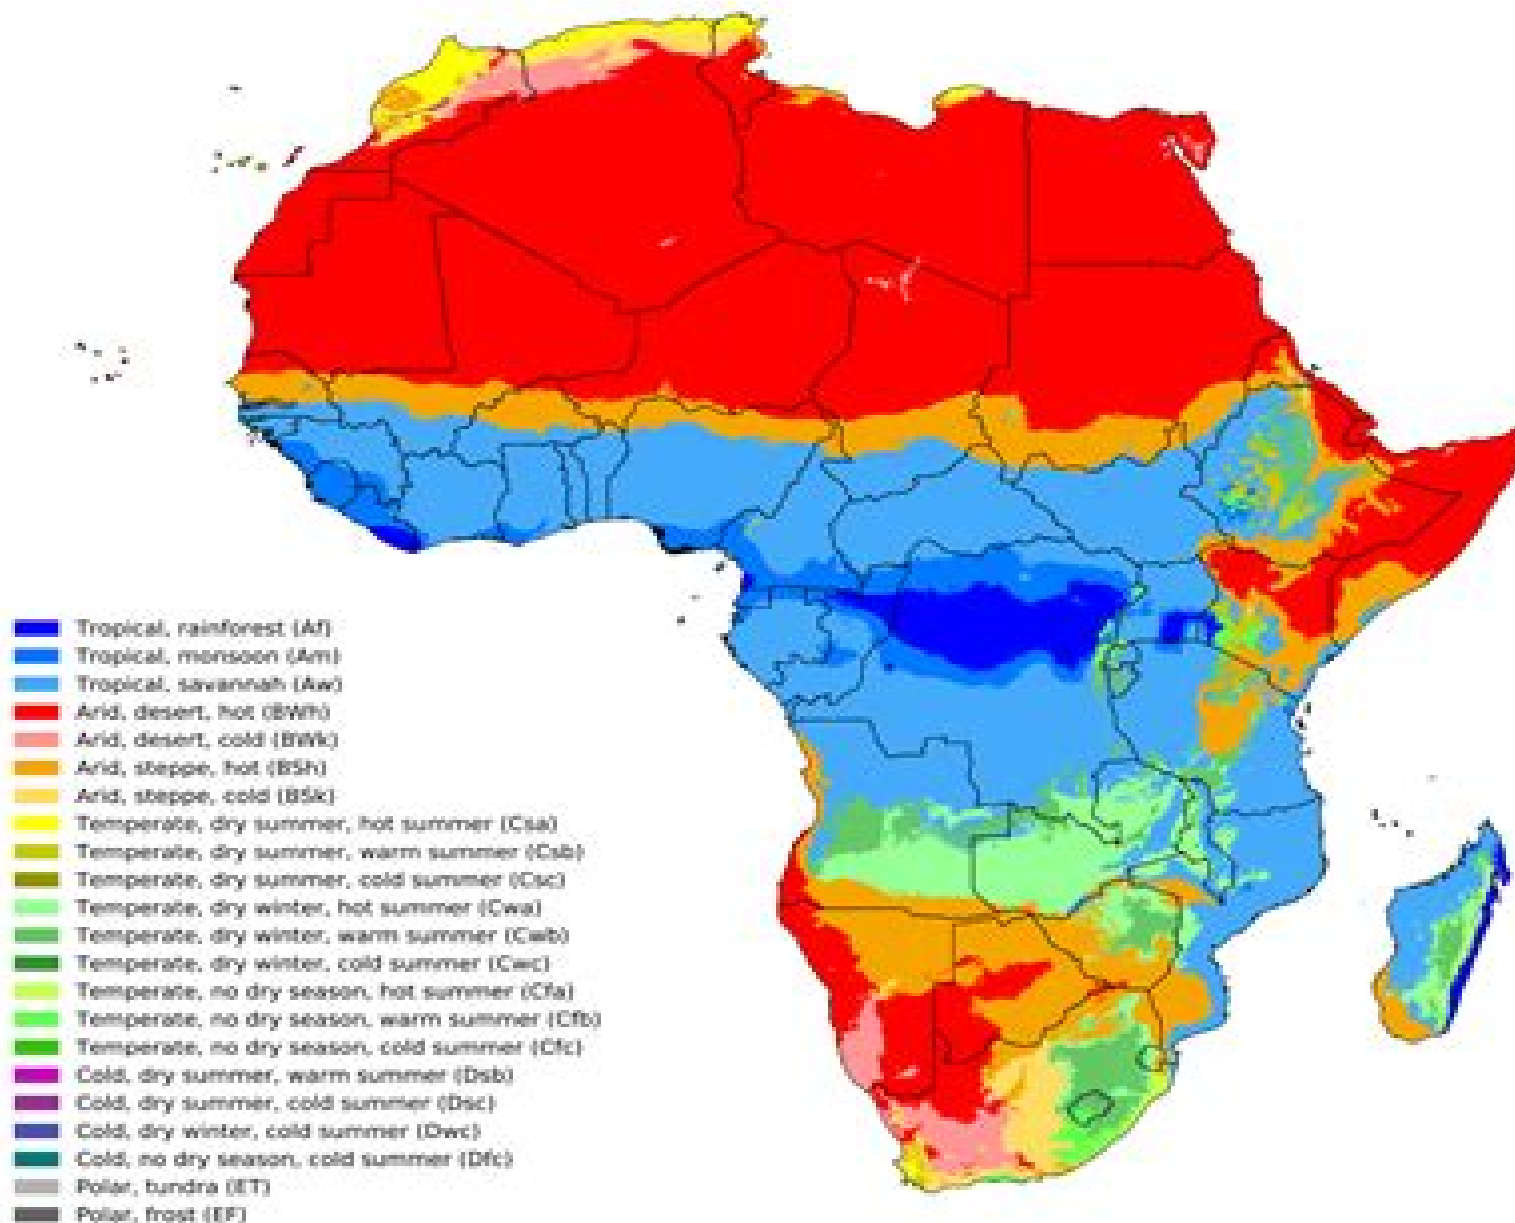 Tropical, rainforest (Af)
Tropical, monsoon (Am)
Tropical, savannah (Aw)
Arid, desert, hot (BWh)
Arid, desert, cold (BWk)
Arid, steppe, hot (BSh)
Arid, steppe, cold (BSk)
Temperate, dry summer, hot summer (Csa)
Temperate, dry summer, warm summer (Csb)
Temperate, dry summer, cold summer (Csc)
Temperate, dry winter, hot summer (Cwa)
Temperate, dry winter, warm summer (Cwb)
Temperate, dry winter, cold summer (Cwc)
Temperate, no dry season, hot summer (Cfa)
Temperate, no dry season, warm summer (Cfb)
Temperate, no dry season, cold summer (Cfc)
Cold, dry summer, warm summer (Dsb)
Cold, dry summer, cold summer (Dsc)
Cold, dry winter, cold summer (Dwc)
Cold, no dry season, cold summer (Dfc)
Polar, tundra (ET)
Polar, frost (EF)